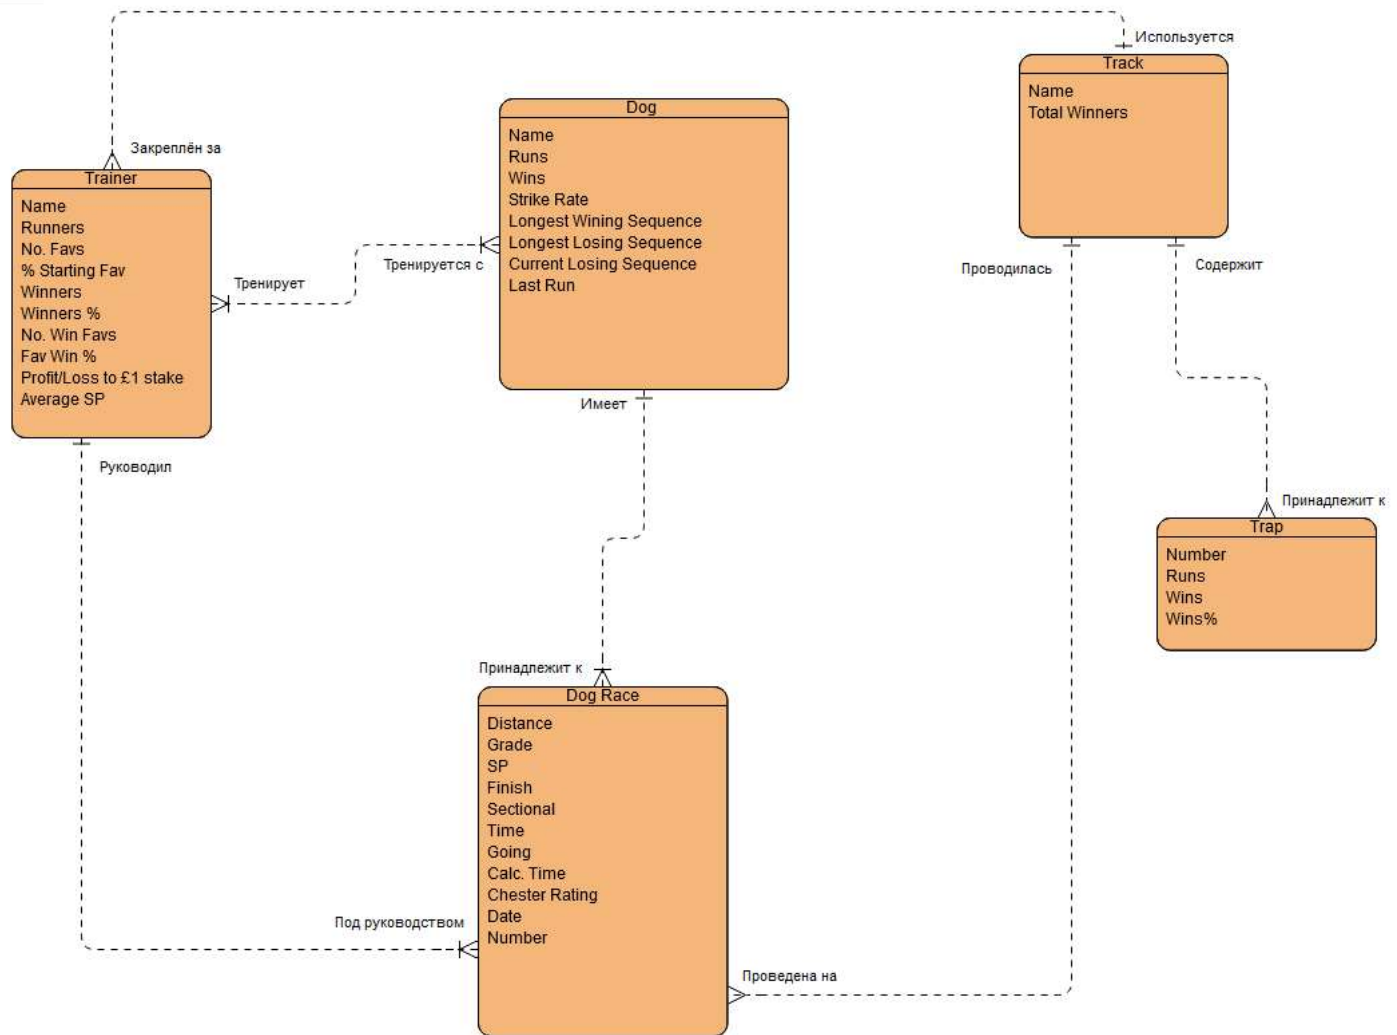 Используется
Track
Name
Total Winners
Dog
Name
Runs
Wins
Strike Rate
Longest Wining Sequence
Longest Losing Sequence
Current Losing Sequence
Last Run
Закреплён за
Trainer
Name
Runners
No. Favs
% Starting Fav
Winners
Winners %
No. Win Favs
Fav Win %
Profit/Loss to £1 stake
Average SP
Тренируется с
Тренирует
Проводилась
Содержит
Имеет
Руководил
Принадлежит к
Trap
Number
Runs
Wins
Wins%
Принадлежит к
Dog Race
Distance
Grade
SP
Finish
Sectional
Time
Going
Calc. Time
Chester Rating
Date
Number
Под руководством
Проведена на